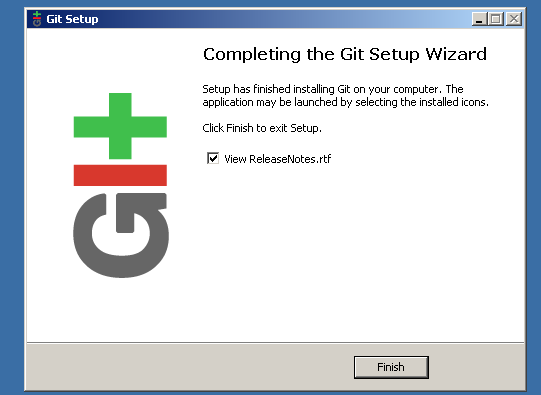 Git Setup
Completing the Git Setup Wizard
Setup has finished installing Git on your computer. The
application may be launched by selecting the installed icons.
Click Finish to exit Setup.
View ReleaseNotes.rtf
Git
Finish